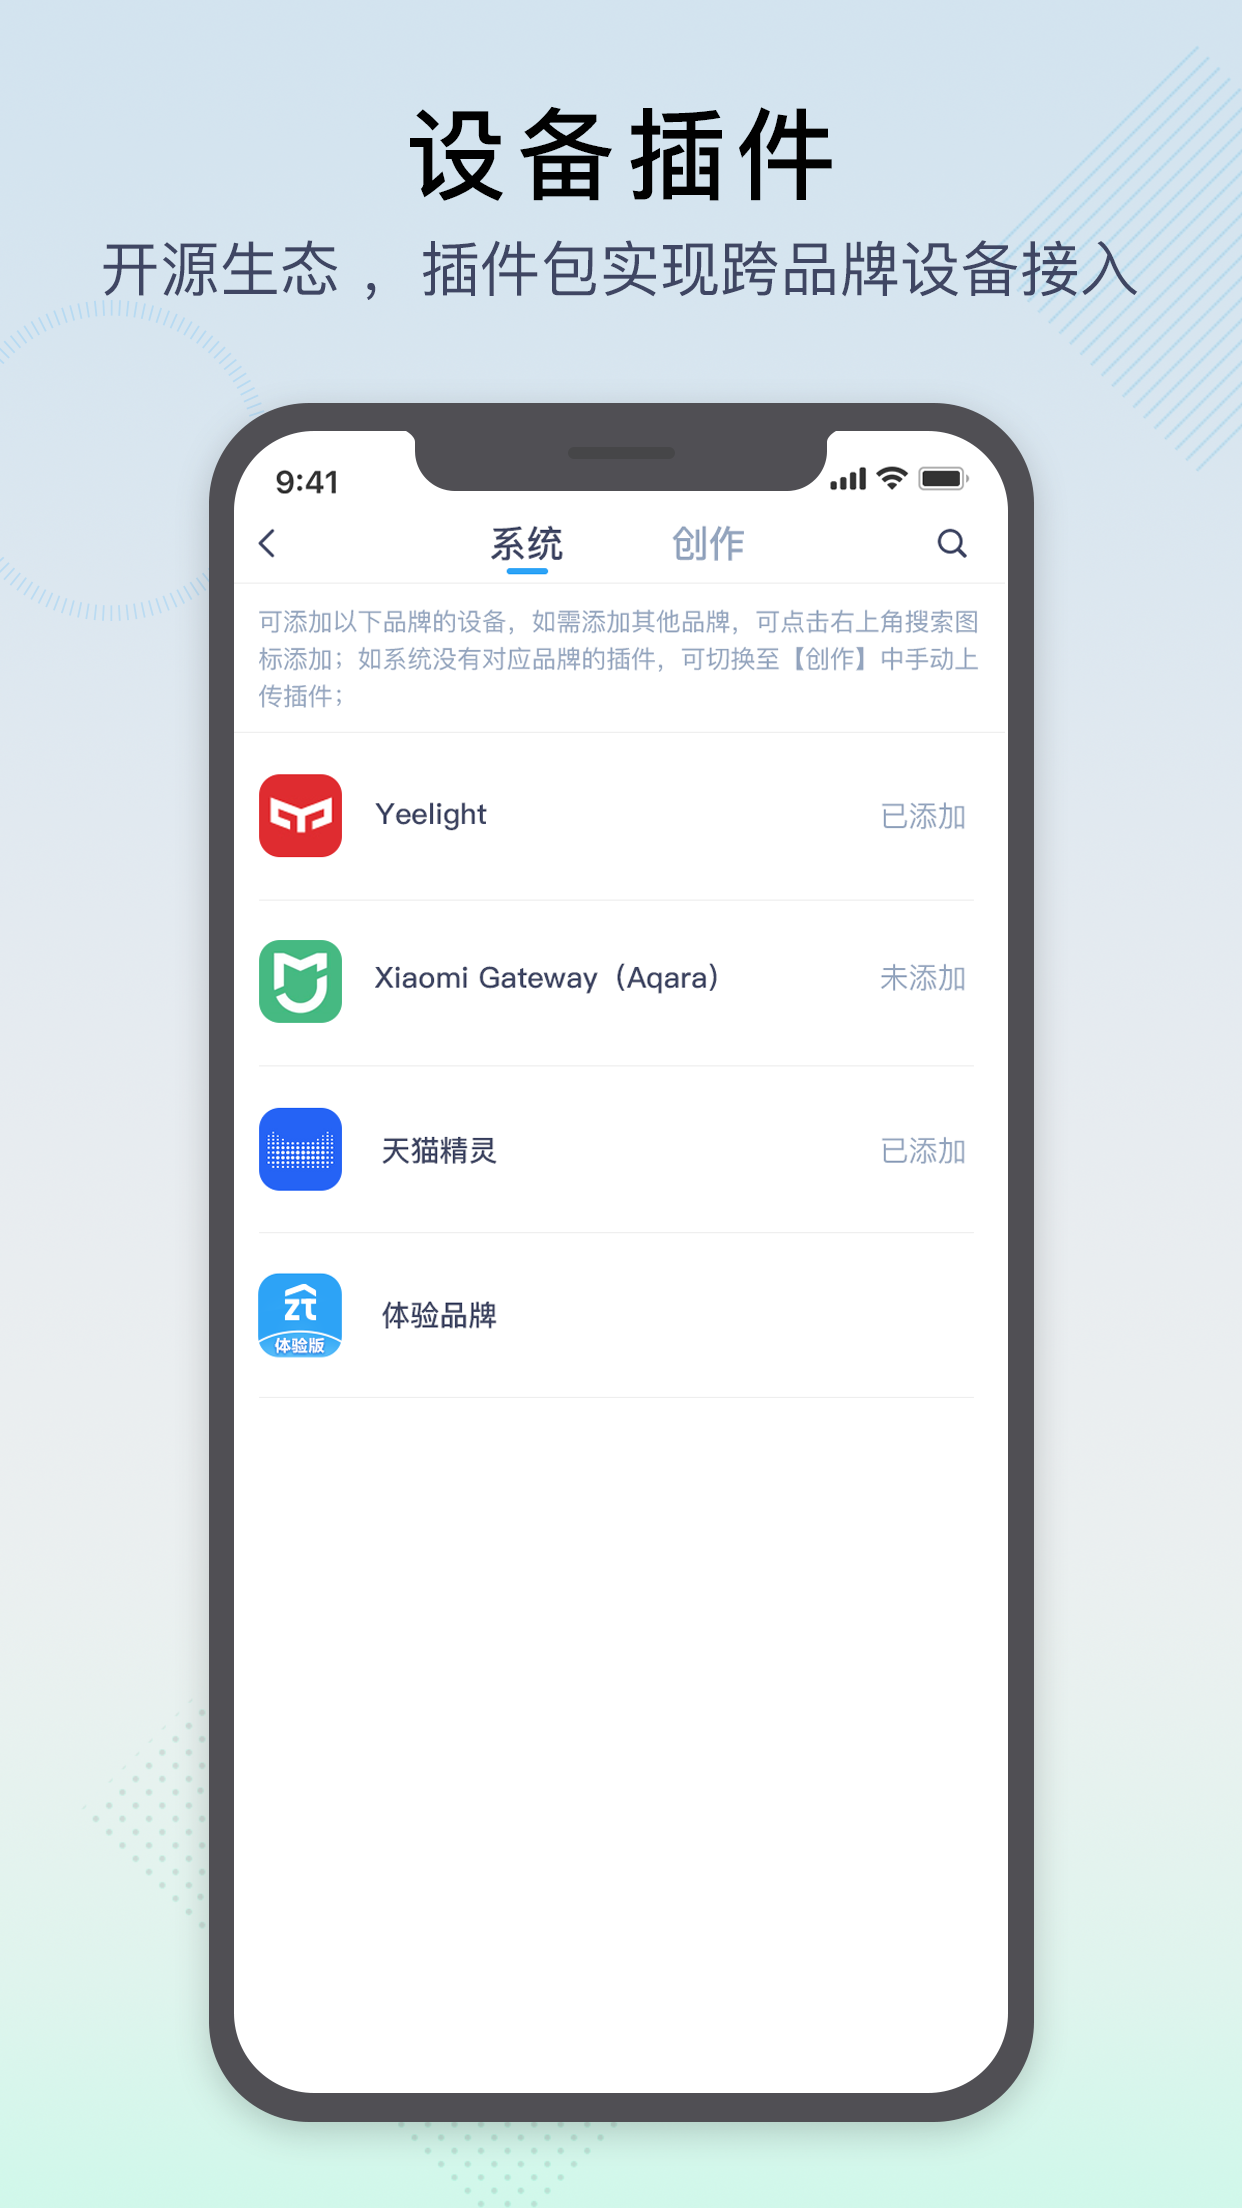 设备插件
开源生态，插件包实现跨品牌设备接入
9:41
系统 创作
可添加以下品牌的设备，如需添加其他品牌，可点击右上角搜索图
标添加；如系统没有对应品牌的插件，可切换至【创作】中手动上
传插件；
Yeelight 已添加
Xiaomi Gateway（Aqara） 未添加
天猫精灵 已添加
zτ
体验版
体验品牌